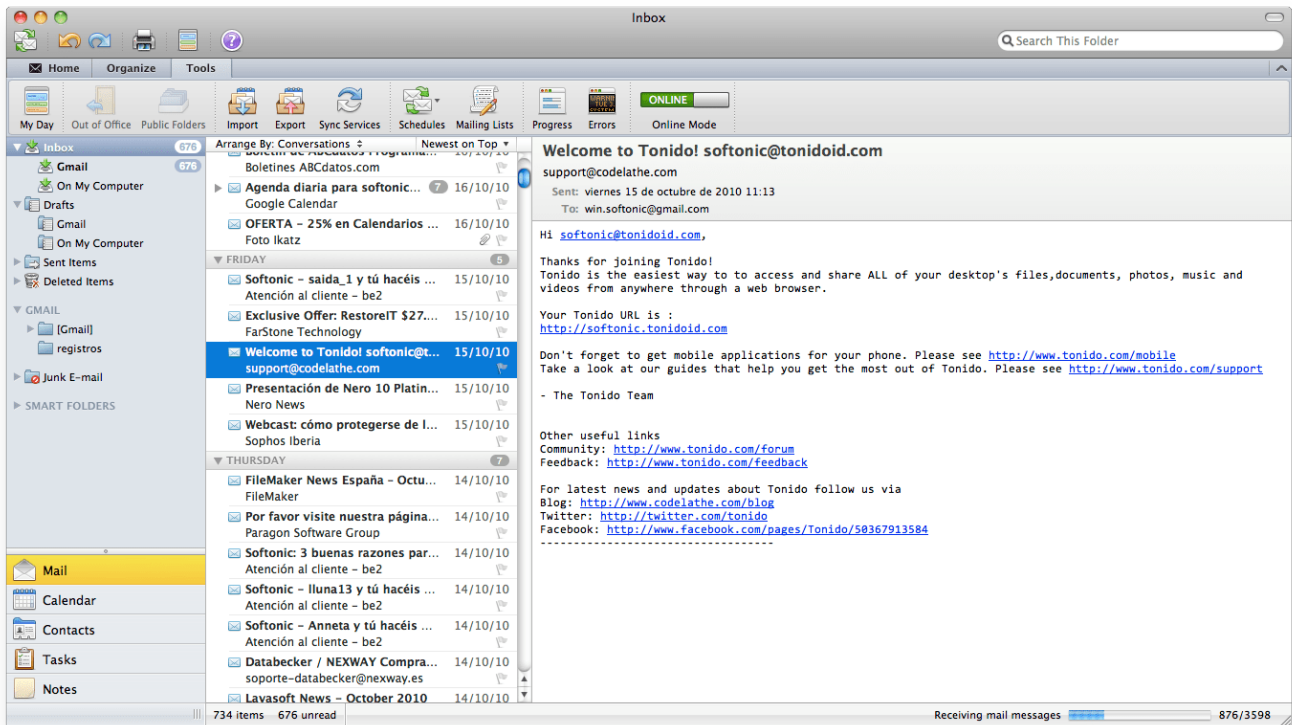 Inbox
Search This Folder
Home Organize Tools
My Day Out of Office Public Folders Import Export Sync Services Schedules Mailing Lists Progress Errors ONLINE Online Mode
Inbox 676
Gmail 676
On My Computer
Drafts
Gmail
On My Computer
Sent Items
Deleted Items
GMAIL
[Gmail]
registros
Junk E-mail
SMART FOLDERS
Mail
Calendar
Contacts
Tasks
Notes
Arrange By: Conversations Newest on Top
Boletines ABCdatos.com
Agenda diaria para softonic... 7 16/10/10
Google Calendar
OFERTA – 25% en Calendarios ... 16/10/10
Foto Ikatz
FRIDAY 5
Softonic – saida_1 y tú hacéis ... 15/10/10
Atención al cliente – be2
Exclusive Offer: RestoreIT $27.... 15/10/10
FarStone Technology
Welcome to Tonido! softonic@t... 15/10/10
support@codelathe.com
Presentación de Nero 10 Platin... 15/10/10
Nero News
Webcast: cómo protegerse de l... 15/10/10
Sophos Iberia
THURSDAY 7
FileMaker News España – Octu... 14/10/10
FileMaker
Por favor visite nuestra página... 14/10/10
Paragon Software Group
Softonic: 3 buenas razones par... 14/10/10
Atención al cliente – be2
Softonic – lluna13 y tú hacéis ... 14/10/10
Atención al cliente – be2
Softonic – Anneta y tú hacéis ... 14/10/10
Atención al cliente – be2
Databecker / NEXWAY Compra... 14/10/10
soporte-databecker@nexway.es
Lavasoft News – October 2010 14/10/10
Welcome to Tonido! softonic@tonidoid.com
support@codelathe.com
Sent: viernes 15 de octubre de 2010 11:13
To: win.softonic@gmail.com
Hi softonic@tonidoid.com,
Thanks for joining Tonido!
Tonido is the easiest way to to access and share ALL of your desktop's files,documents, photos, music and
videos from anywhere through a web browser.
Your Tonido URL is :
http://softonic.tonidoid.com
Don't forget to get mobile applications for your phone. Please see http://www.tonido.com/mobile
Take a look at our guides that help you get the most out of Tonido. Please see http://www.tonido.com/support
- The Tonido Team
Other useful links
Community: http://www.tonido.com/forum
Feedback: http://www.tonido.com/feedback
For latest news and updates about Tonido follow us via
Blog: http://www.codelathe.com/blog
Twitter: http://twitter.com/tonido
Facebook: http://www.facebook.com/pages/Tonido/50367913584
-----------------------------------
734 items 676 unread
Receiving mail messages 876/3598